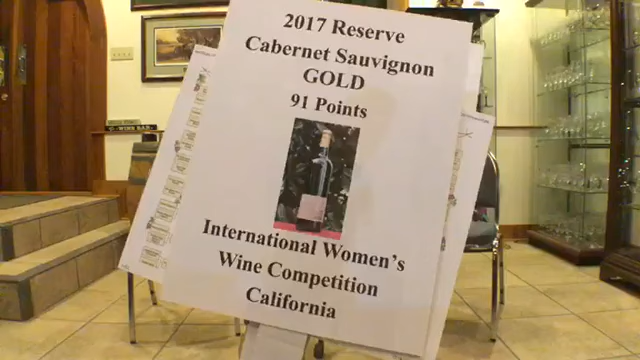 2017 Reserve
Cabernet Sauvignon
GOLD
91 Points
International Women's
Wine Competition
California